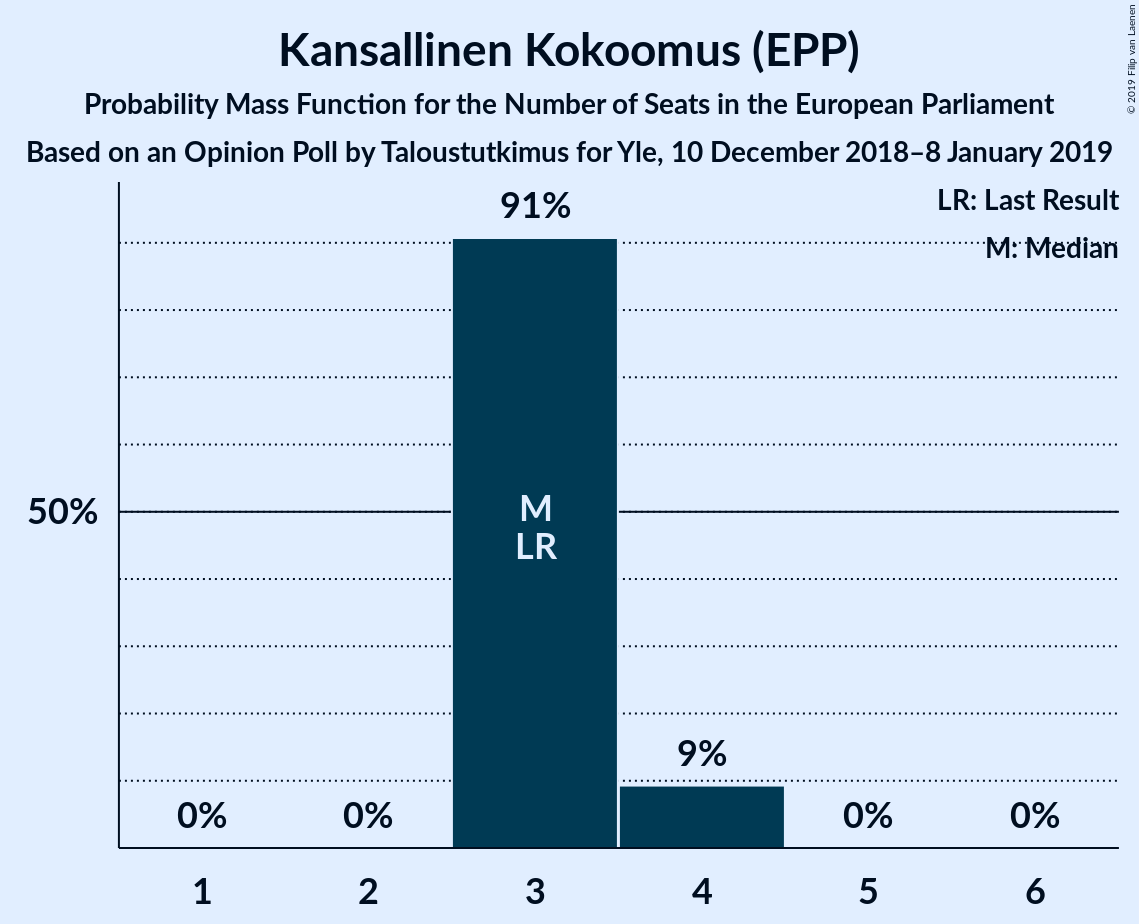 Kansallinen Kokoomus (EPP)
Probability Mass Function for the Number of Seats in the European Parliament
Based on an Opinion Poll by Taloustutkimus for Yle, 10 December 2018–8 January 2019
© 2019 Filip van Laenen
LR: Last Result
M: Median
91%
50%
M
LR
9%
0%
0%
0%
0%
1
2
3
4
5
6